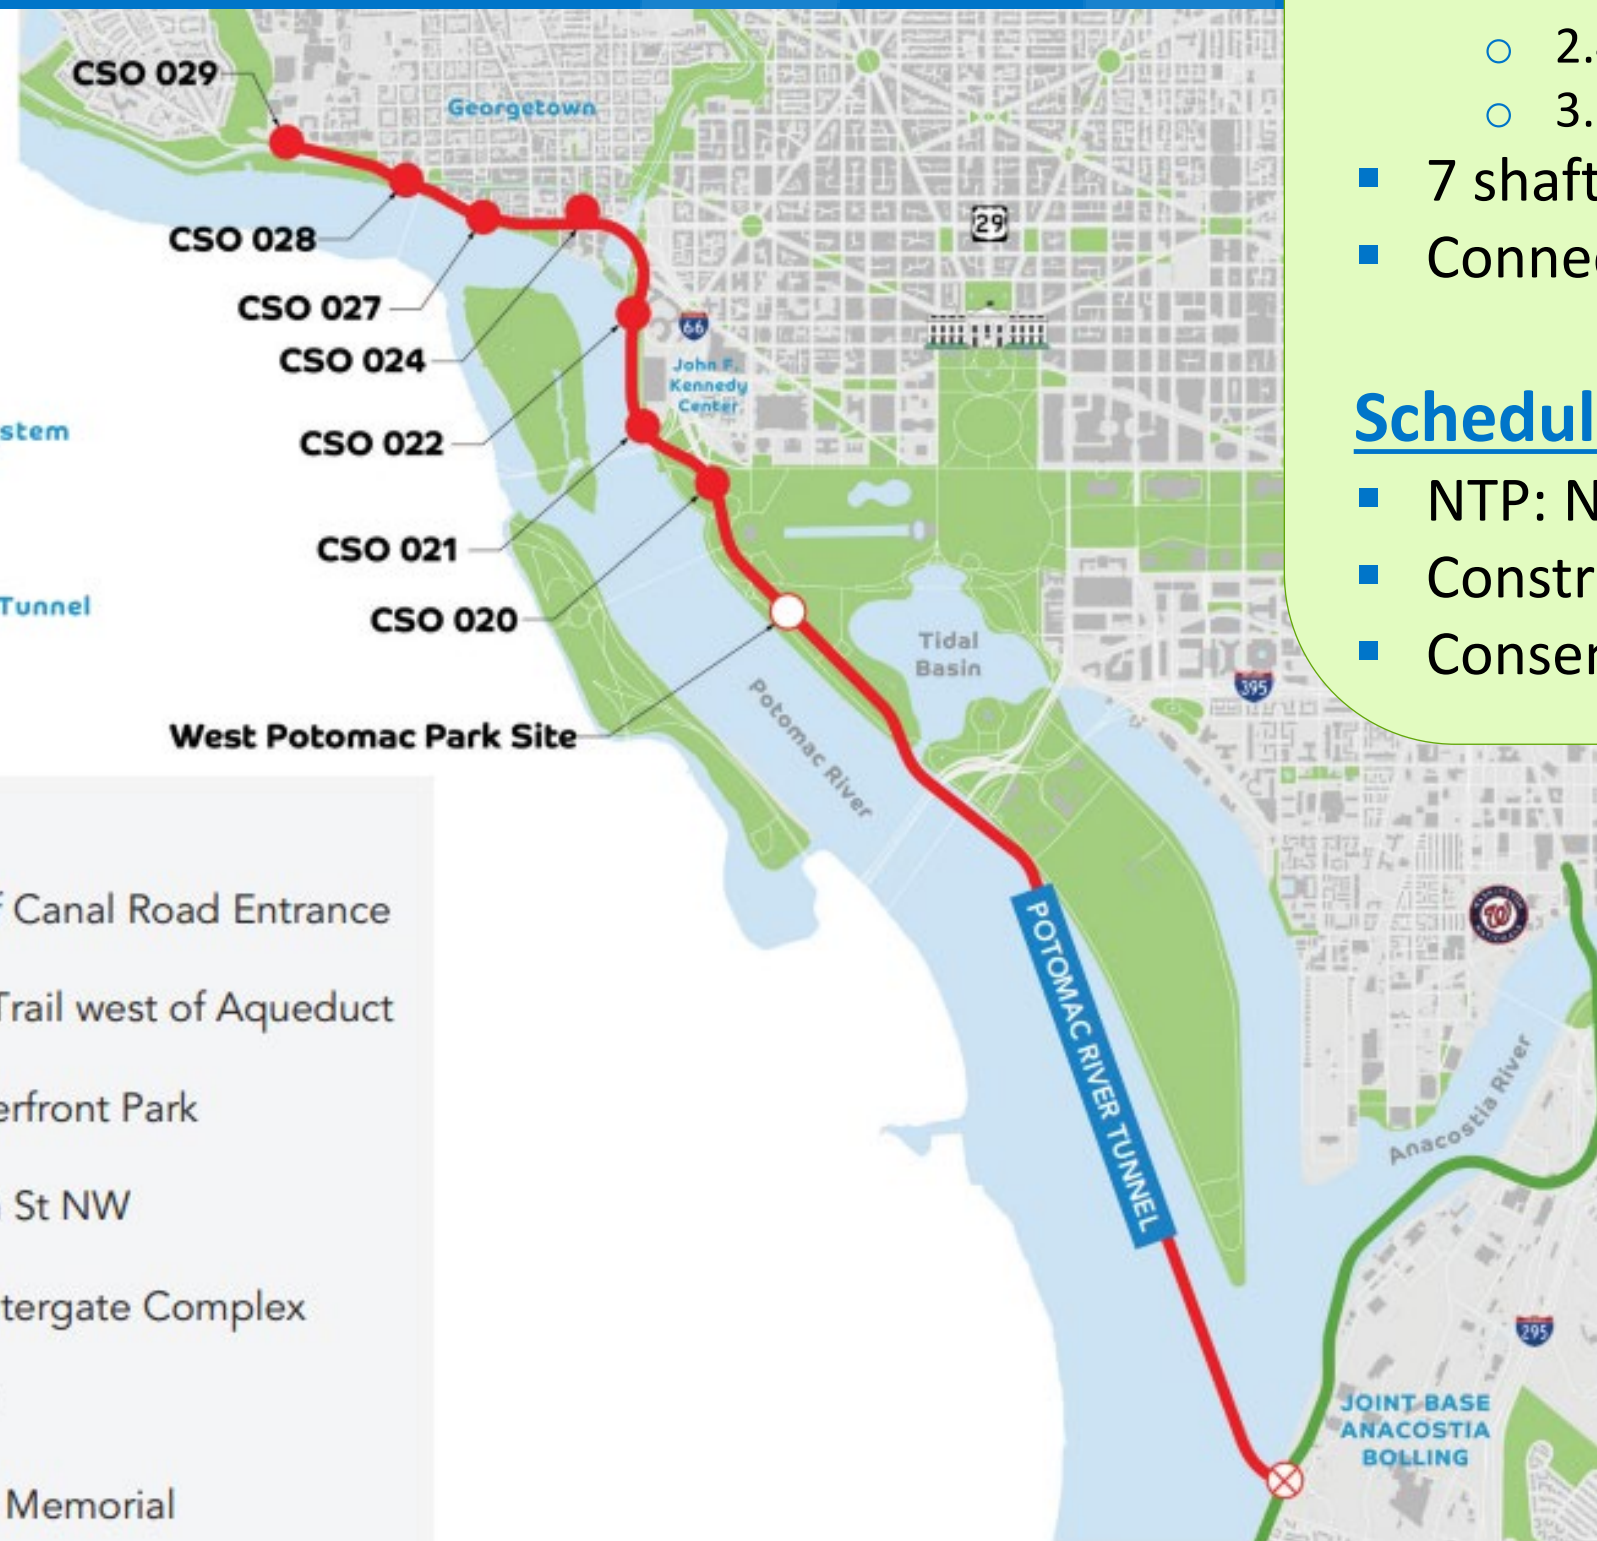 CSO 029
Georgetown
CSO 028
29
CSO 027
66
CSO 024
John F.
Kennedy
Center
CSO 022
stem
CSO 021
Tunnel
CSO 020
Tidal
Basin
395
West Potomac Park Site
Potomac River
POTOMAC RIVER TUNNEL
W
Anacostia River
295
JOINT BASE
ANACOSTIA
BOLLING
2.
3.
7 shaft
Conne
Schedul
NTP: N
Constr
Conser
f Canal Road Entrance
Trail west of Aqueduct
erfront Park
St NW
tergate Complex
Memorial